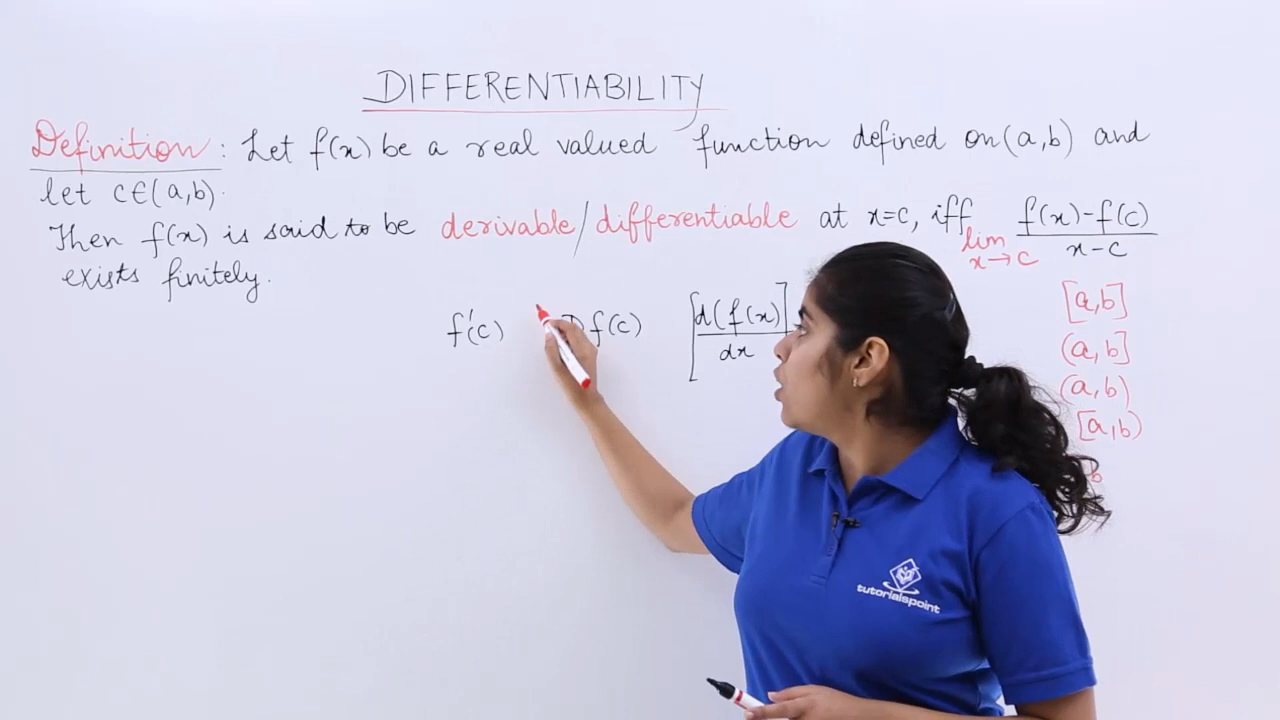 DIFFERENTIABILITY
Definition: Let f(x) be a real valued function defined on (a,b) and
let c∈(a,b).
Then f(x) is said to be derivable/differentiable at x=c, iff lim x→c f(x)-f(c) / x-c
exists finitely.
f'(c) D f(c) [d(f(x)) / dx]
[a,b]
(a,b]
(a,b)
[a,b)
b
tutorialspoint